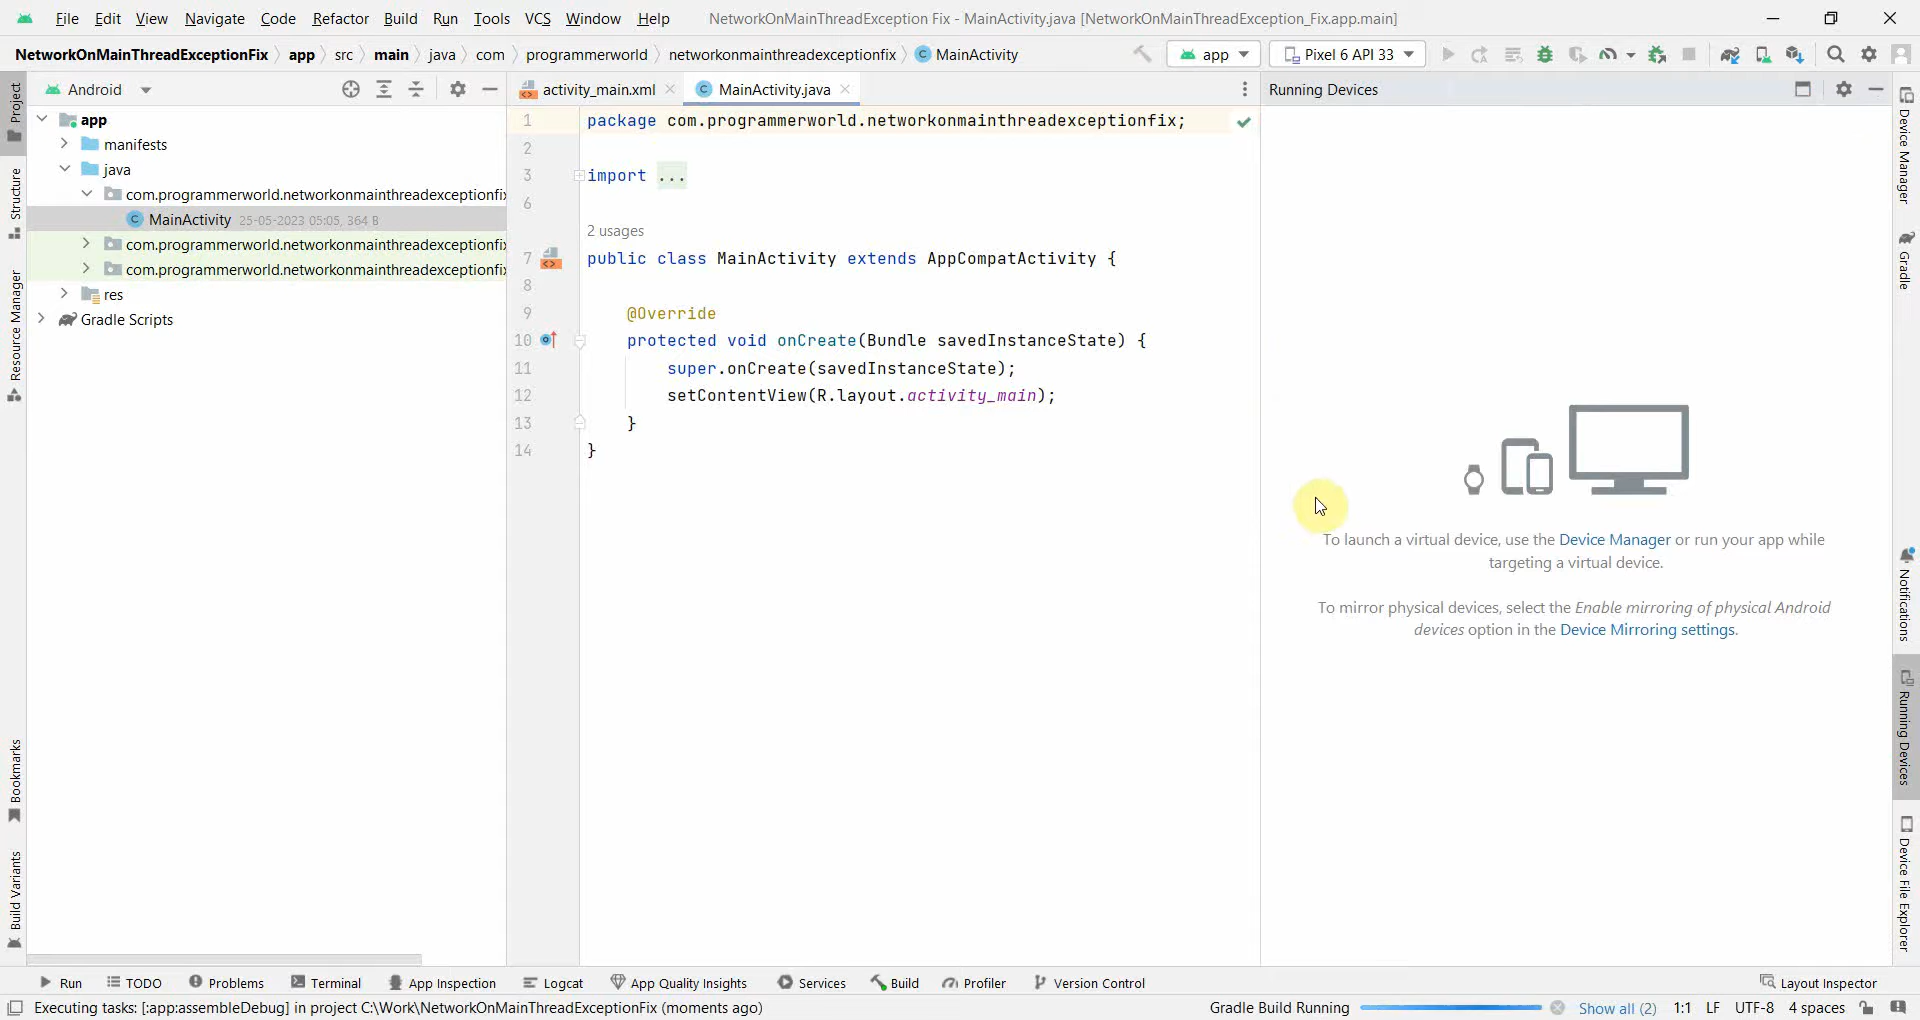 File Edit View Navigate Code Refactor Build Run Tools VCS Window Help NetworkOnMainThreadException Fix - MainActivity.java [NetworkOnMainThreadException_Fix.app.main]
NetworkOnMainThreadExceptionFix app src main java com programmerworld networkonmainthreadexceptionfix C MainActivity app Pixel 6 API 33
Project
Structure
Resource Manager
Bookmarks
Build Variants
Android
app
manifests
java
com.programmerworld.networkonmainthreadexceptionfi
C MainActivity 25-05-2023 05:05, 364 B
com.programmerworld.networkonmainthreadexceptionfi
com.programmerworld.networkonmainthreadexceptionfi
res
Gradle Scripts
activity_main.xml C MainActivity.java
1 package com.programmerworld.networkonmainthreadexceptionfix;
2
3 import ...
6
2 usages
7 public class MainActivity extends AppCompatActivity {
8
9 @Override
10 protected void onCreate(Bundle savedInstanceState) {
11 super.onCreate(savedInstanceState);
12 setContentView(R.layout.activity_main);
13 }
14 }
Running Devices
To launch a virtual device, use the Device Manager or run your app while
targeting a virtual device.
To mirror physical devices, select the Enable mirroring of physical Android
devices option in the Device Mirroring settings.
Device Manager
Gradle
Notifications
Running Devices
Device File Explorer
Run TODO Problems Terminal App Inspection Logcat App Quality Insights Services Build Profiler Version Control Layout Inspector
Executing tasks: [:app:assembleDebug] in project C:\Work\NetworkOnMainThreadExceptionFix (moments ago) Gradle Build Running Show all (2) 1:1 LF UTF-8 4 spaces